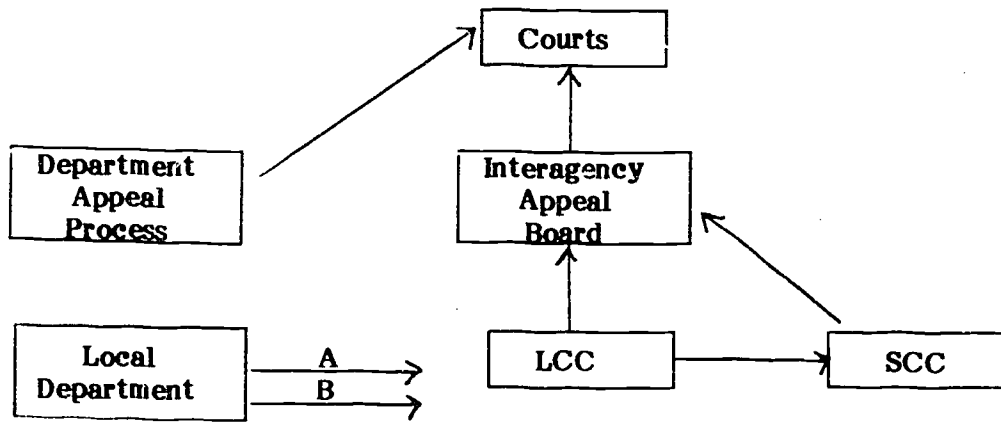 Courts
Department
Appeal
Process
Interagency
Appeal
Board
Local
Department
A
B
LCC
SCC